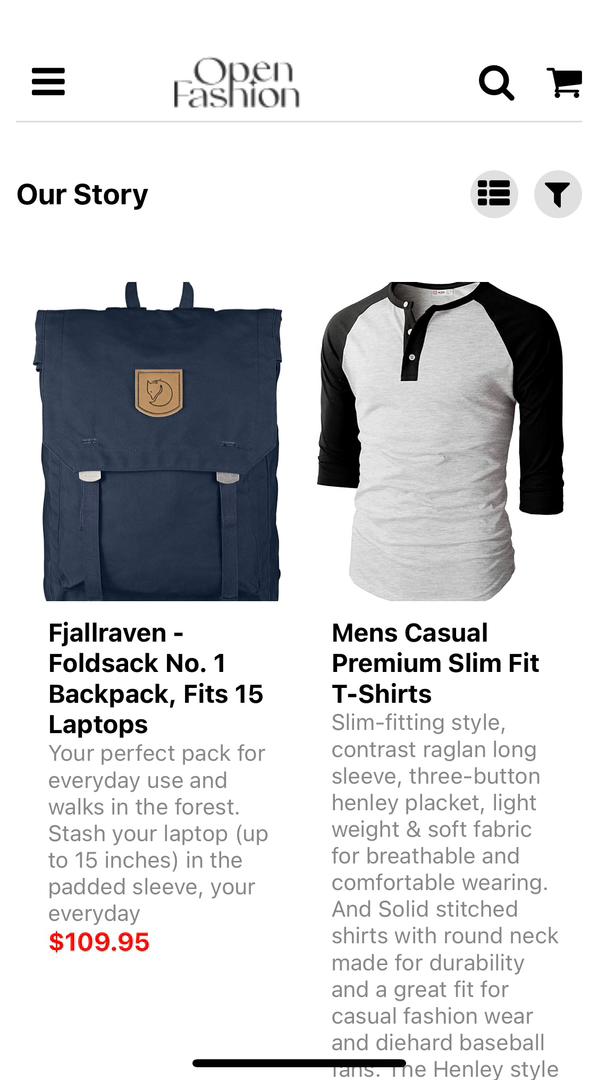 Open
Fashion
Our Story
Fjallraven -
Foldsack No. 1
Backpack, Fits 15
Laptops
Your perfect pack for
everyday use and
walks in the forest.
Stash your laptop (up
to 15 inches) in the
padded sleeve, your
everyday
$109.95
Mens Casual
Premium Slim Fit
T-Shirts
Slim-fitting style,
contrast raglan long
sleeve, three-button
henley placket, light
weight & soft fabric
for breathable and
comfortable wearing.
And Solid stitched
shirts with round neck
made for durability
and a great fit for
casual fashion wear
and diehard baseball
fans. The Henley style